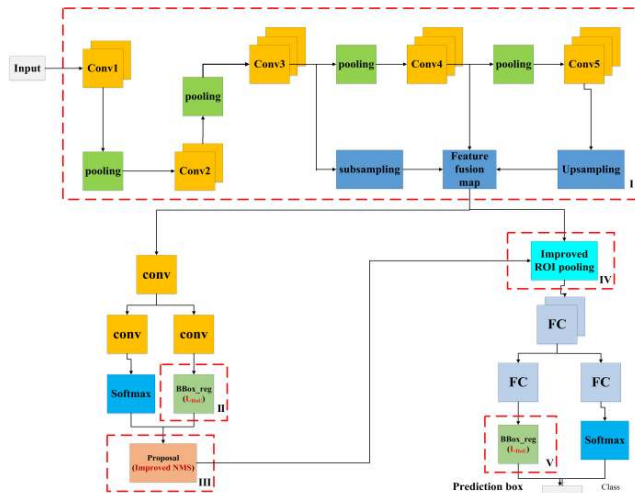 Input
Conv1
pooling
Conv2
pooling
Conv3
pooling
Conv4
pooling
Conv5
subsampling
Feature
fusion
map
Upsampling
I
conv
conv
conv
Softmax
BBox_reg
II
Proposal
(Improved NMS)
III
Improved
ROI pooling
IV
FC
FC
FC
BBox_reg
V
Softmax
Prediction box
Class